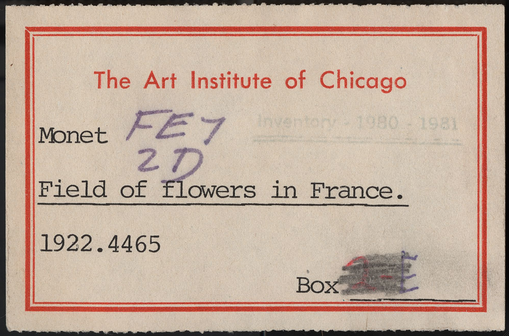 The Art Institute of Chicago
Inventory - 1980 - 1981
Monet FE7
2D
Field of flowers in France.
1922.4465
Box